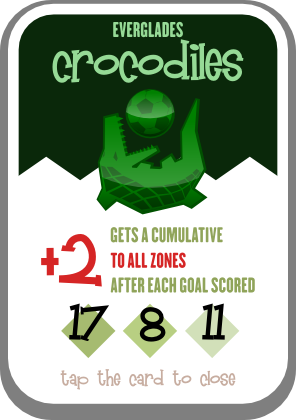 EVERGLADES
crocodiles
GETS A CUMULATIVE
+2 TO ALL ZONES
AFTER EACH GOAL SCORED
17 8 11
tap the card to close